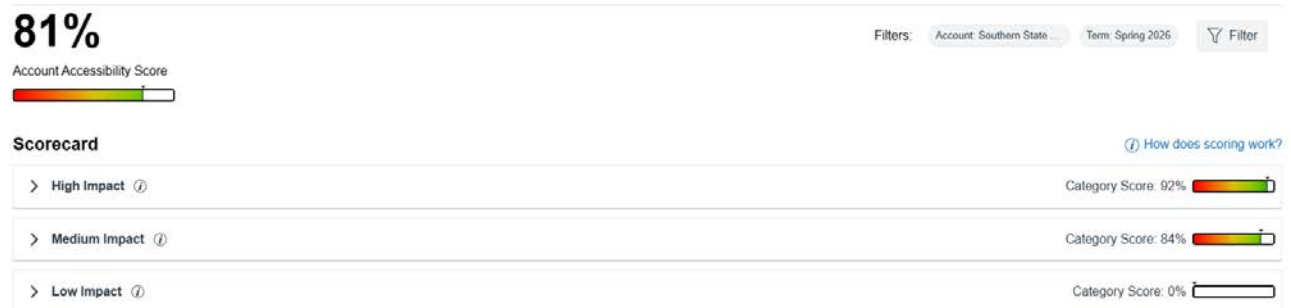 81%
Account Accessibility Score
Filters: Account: Southern State ... Term: Spring 2026 Filter
Scorecard
How does scoring work?
High Impact Category Score: 92%
Medium Impact Category Score: 84%
Low Impact Category Score: 0%